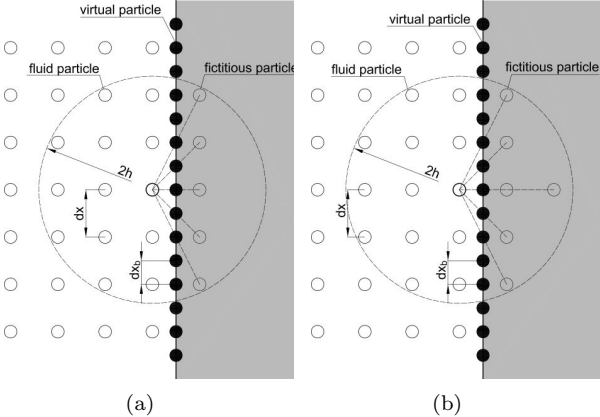 virtual particle
fluid particle
fictitious particle
2h
dx
dxb
(a)
virtual particle
fluid particle
fictitious particle
2h
dx
dxb
(b)